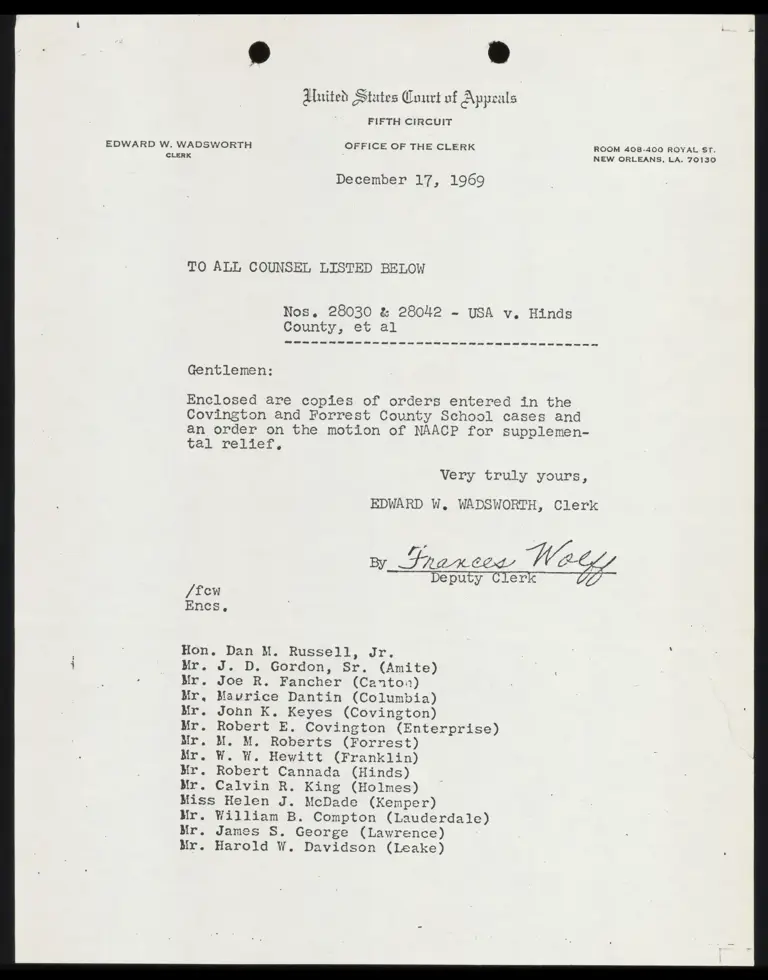 United States Court of Appeals
FIFTH CIRCUIT
EDWARD W. WADSWORTH
CLERK
OFFICE OF THE CLERK
ROOM 408-400 ROYAL ST.
NEW ORLEANS, LA. 70130
December 17, 1969
TO ALL COUNSEL LISTED BELOW
Nos. 28030 & 28042 - USA v. Hinds
County, et al
------------------------------------
Gentlemen:
Enclosed are copies of orders entered in the
Covington and Forrest County School cases and
an order on the motion of NAACP for supplemen-
tal relief.
Very truly yours,
EDWARD W. WADSWORTH, Clerk
By Frances Wolff
Deputy Clerk
/fcw
Encs.
Hon. Dan M. Russell, Jr.
Mr. J. D. Gordon, Sr. (Amite)
Mr. Joe R. Fancher (Canton)
Mr. Maurice Dantin (Columbia)
Mr. John K. Keyes (Covington)
Mr. Robert E. Covington (Enterprise)
Mr. M. M. Roberts (Forrest)
Mr. W. W. Hewitt (Franklin)
Mr. Robert Cannada (Hinds)
Mr. Calvin R. King (Holmes)
Miss Helen J. McDade (Kemper)
Mr. William B. Compton (Lauderdale)
Mr. James S. George (Lawrence)
Mr. Harold W. Davidson (Leake)